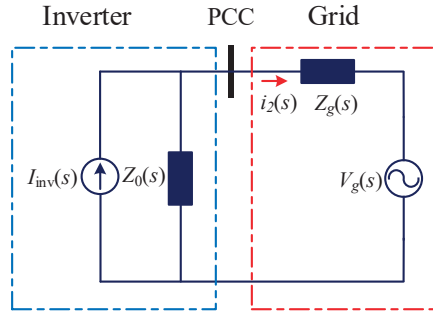 Inverter
PCC
Grid
i2(s)
Zg(s)
Iinv(s)
Z0(s)
Vg(s)